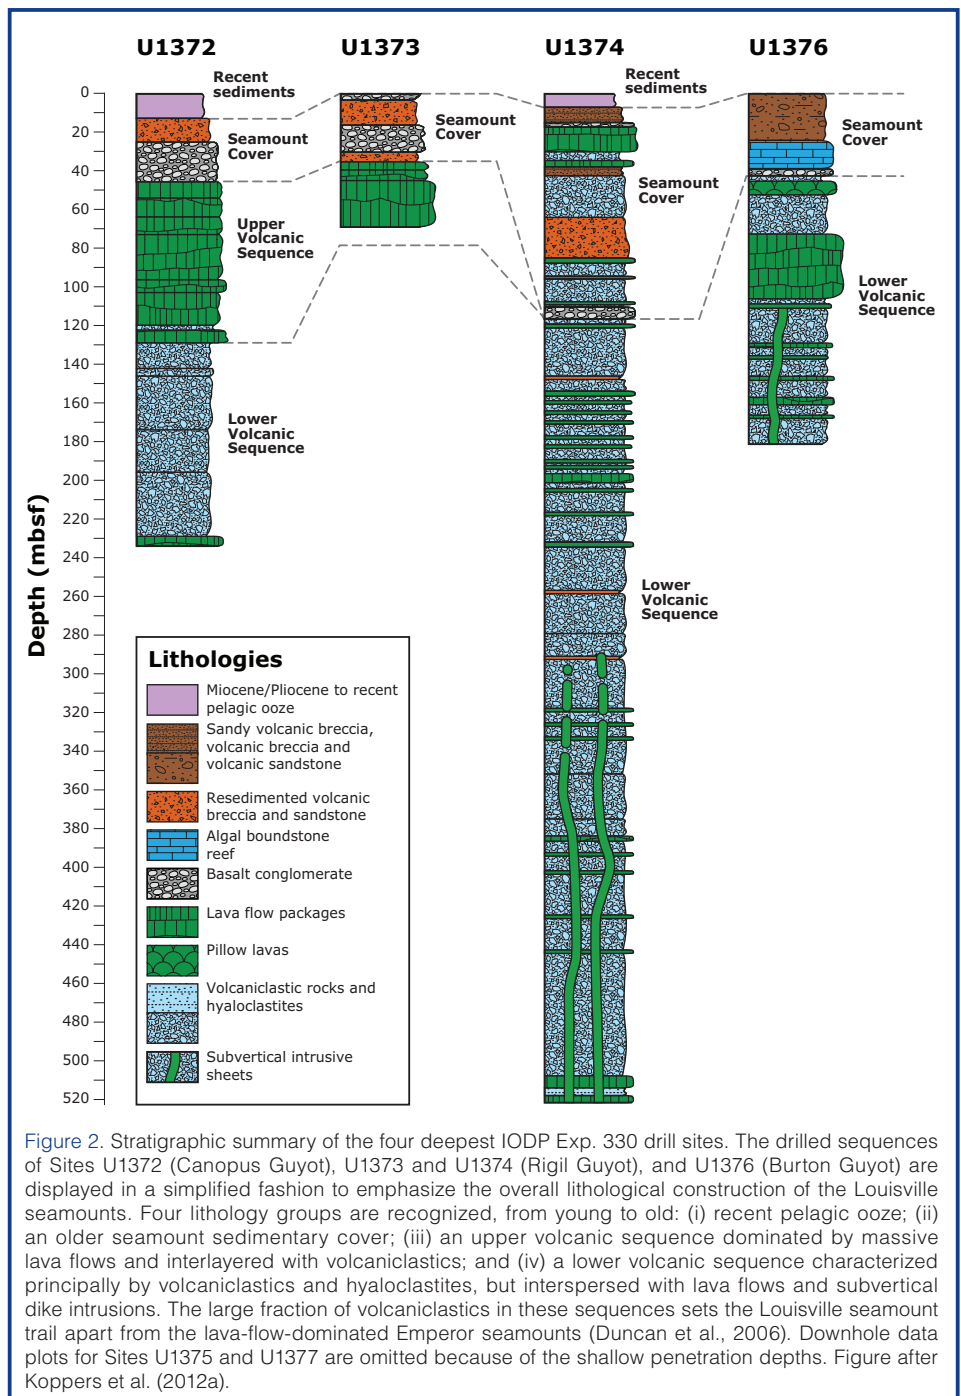 U1372
U1373
U1374
U1376
Recent
sediments
Recent
sediments
Seamount
Cover
Seamount
Cover
Seamount
Cover
Seamount
Cover
Upper
Volcanic
Sequence
Lower
Volcanic
Sequence
Lower
Volcanic
Sequence
Lower
Volcanic
Sequence
Depth (mbsf)
0
20
40
60
80
100
120
140
160
180
200
220
240
260
280
300
320
340
360
380
400
420
440
460
480
500
520
Lithologies
Miocene/Pliocene to recent
pelagic ooze
Sandy volcanic breccia,
volcanic breccia and
volcanic sandstone
Resedimented volcanic
breccia and sandstone
Algal boundstone
reef
Basalt conglomerate
Lava flow packages
Pillow lavas
Volcaniclastic rocks and
hyaloclastites
Subvertical intrusive
sheets
Figure 2. Stratigraphic summary of the four deepest IODP Exp. 330 drill sites. The drilled sequences
of Sites U1372 (Canopus Guyot), U1373 and U1374 (Rigil Guyot), and U1376 (Burton Guyot) are
displayed in a simplified fashion to emphasize the overall lithological construction of the Louisville
seamounts. Four lithology groups are recognized, from young to old: (i) recent pelagic ooze; (ii)
an older seamount sedimentary cover; (iii) an upper volcanic sequence dominated by massive
lava flows and interlayered with volcaniclastics; and (iv) a lower volcanic sequence characterized
principally by volcaniclastics and hyaloclastites, but interspersed with lava flows and subvertical
dike intrusions. The large fraction of volcaniclastics in these sequences sets the Louisville seamount
trail apart from the lava-flow-dominated Emperor seamounts (Duncan et al., 2006). Downhole data
plots for Sites U1375 and U1377 are omitted because of the shallow penetration depths. Figure after
Koppers et al. (2012a).